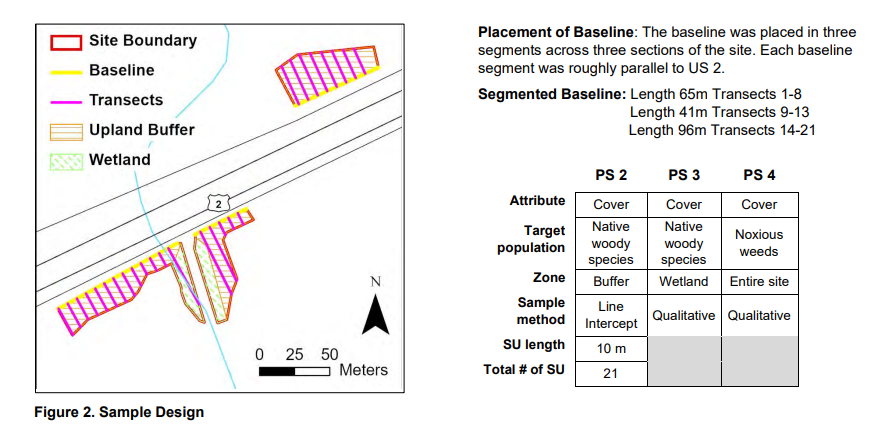 Site Boundary
Baseline
Transects
Upland Buffer
Wetland
2
N
0 25 50
Meters
Figure 2. Sample Design
Placement of Baseline: The baseline was placed in three
segments across three sections of the site. Each baseline
segment was roughly parallel to US 2.
Segmented Baseline: Length 65m Transects 1-8
Length 41m Transects 9-13
Length 96m Transects 14-21
PS 2 PS 3 PS 4
Attribute Cover Cover Cover
Target population Native woody species Native woody species Noxious weeds
Zone Buffer Wetland Entire site
Sample method Line Intercept Qualitative Qualitative
SU length 10 m
Total # of SU 21